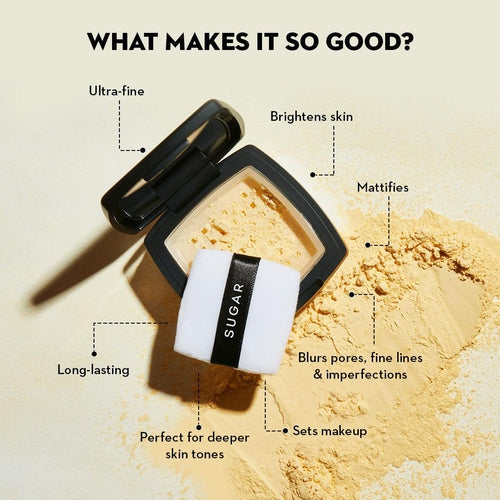 WHAT MAKES IT SO GOOD?
Ultra-fine
Brightens skin
Mattifies
SUGAR
Blurs pores, fine lines
& imperfections
Long-lasting
Sets makeup
Perfect for deeper
skin tones